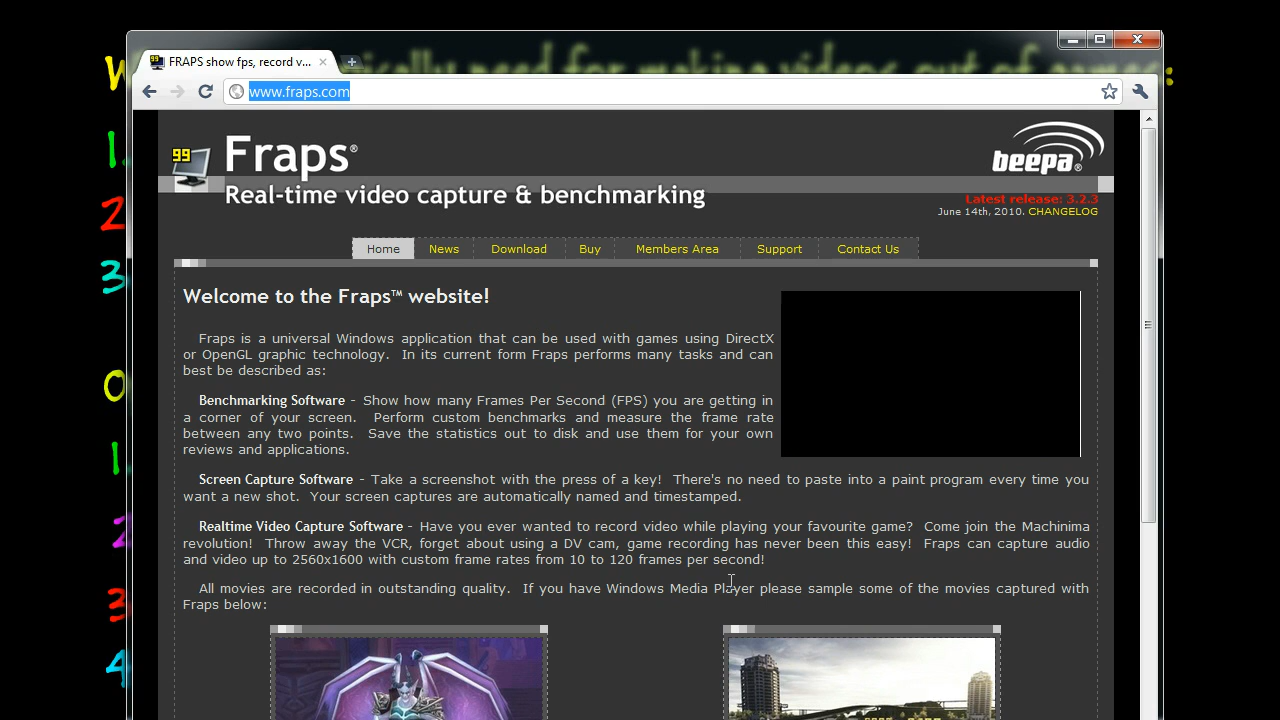 FRAPS show fps, record v...
www.fraps.com
99
Fraps®
Real-time video capture & benchmarking
beepa®
Latest release: 3.2.3
June 14th, 2010. CHANGELOG
Home News Download Buy Members Area Support Contact Us
Welcome to the Fraps™ website!
Fraps is a universal Windows application that can be used with games using DirectX
or OpenGL graphic technology. In its current form Fraps performs many tasks and can
best be described as:
Benchmarking Software - Show how many Frames Per Second (FPS) you are getting in
a corner of your screen. Perform custom benchmarks and measure the frame rate
between any two points. Save the statistics out to disk and use them for your own
reviews and applications.
Screen Capture Software - Take a screenshot with the press of a key! There's no need to paste into a paint program every time you
want a new shot. Your screen captures are automatically named and timestamped.
Realtime Video Capture Software - Have you ever wanted to record video while playing your favourite game? Come join the Machinima
revolution! Throw away the VCR, forget about using a DV cam, game recording has never been this easy! Fraps can capture audio
and video up to 2560x1600 with custom frame rates from 10 to 120 frames per second!
All movies are recorded in outstanding quality. If you have Windows Media Player please sample some of the movies captured with
Fraps below:
1.
2
3
O
1.
2
3
4